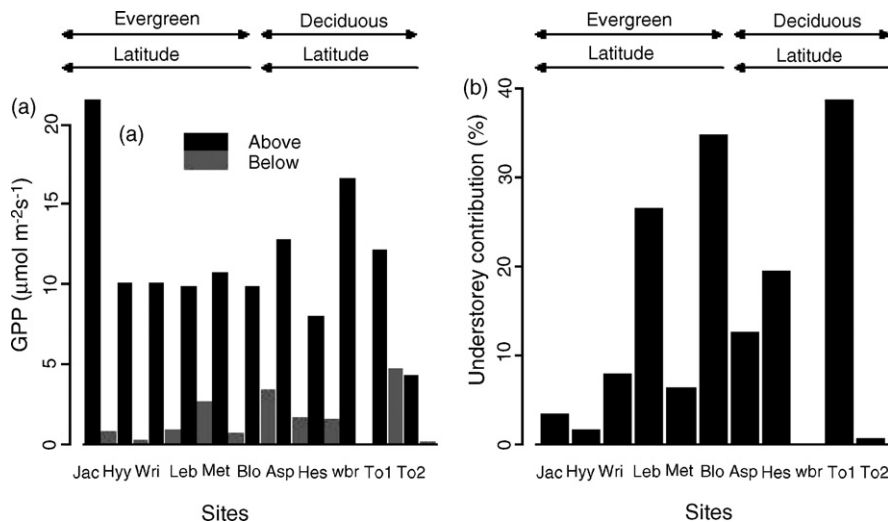 Evergreen Deciduous
Latitude Latitude
(a)
(a)
Above
Below
GPP (μmol m-2s-1)
0 5 10 15 20
Jac Hyy Wri Leb Met Blo Asp Hes wbr To1 To2
Sites
Evergreen Deciduous
Latitude Latitude
(b)
Understorey contribution (%)
0 10 20 30 40
Jac Hyy Wri Leb Met Blo Asp Hes wbr To1 To2
Sites